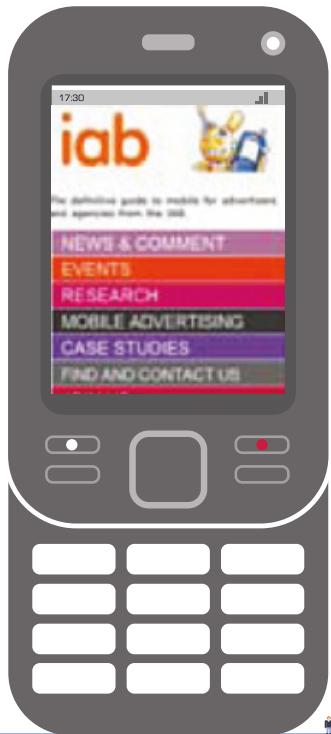 17:30
iab
The definitive guide to mobile for advertisers
and agencies from the IAB.
NEWS & COMMENT
EVENTS
RESEARCH
MOBILE ADVERTISING
CASE STUDIES
FIND AND CONTACT US